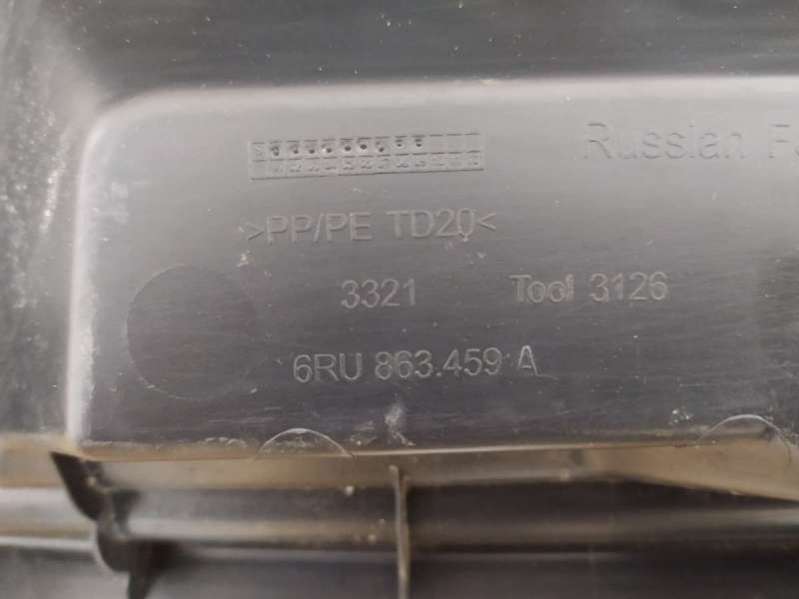 Russian
>PP/PE TD20<
3321 Tool 3126
6RU 863.459 A